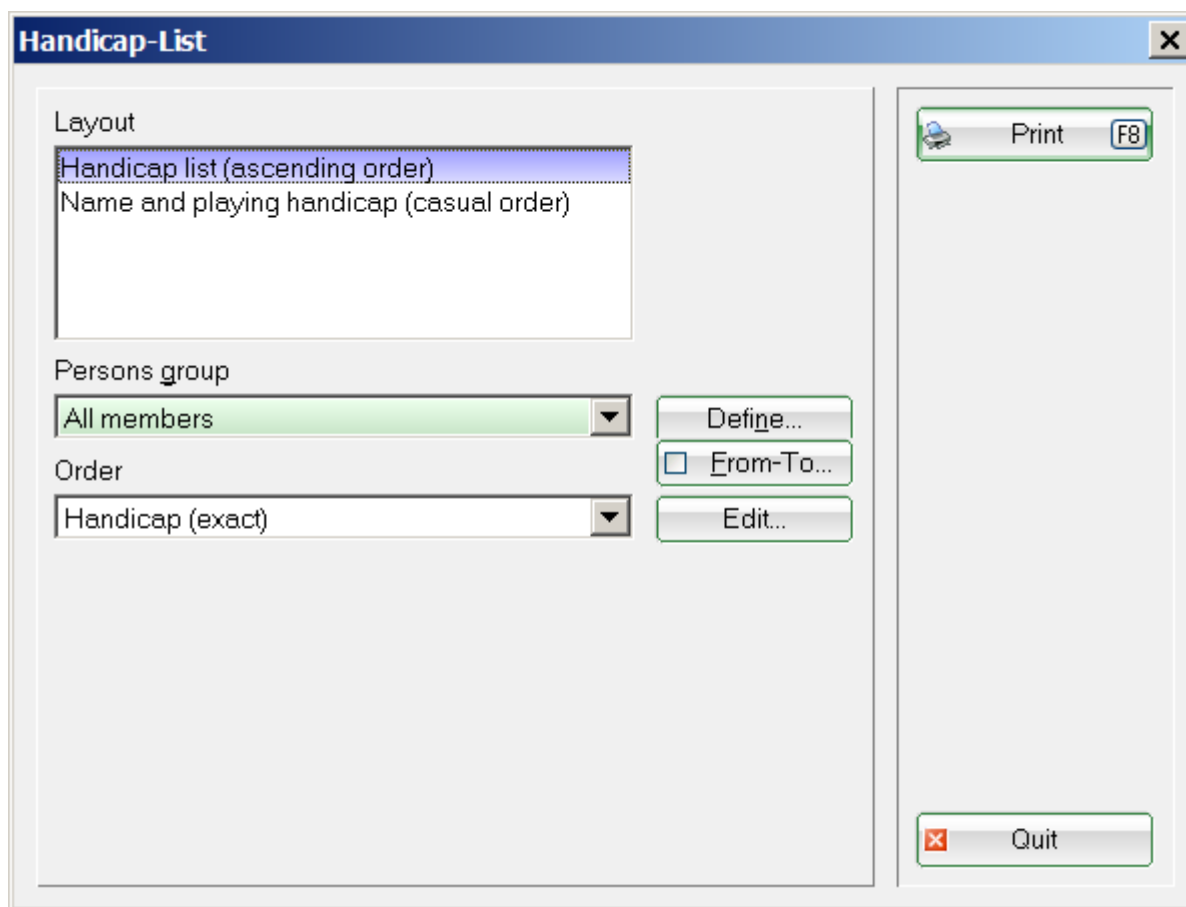 Handicap-List
Layout
Handicap list (ascending order)
Name and playing handicap (casual order)
Persons group
All members
Define...
From-To...
Order
Handicap (exact)
Edit...
Print F8
Quit